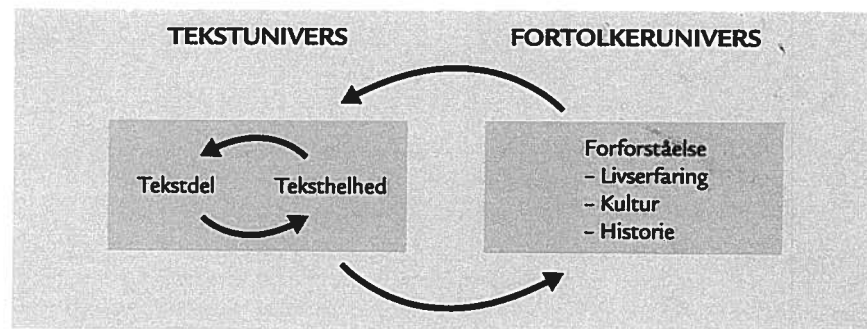 TEKSTUNIVERS
FORTOLKERUNIVERS
Tekstdel
Teksthelhed
Forforståelse
– Livserfaring
– Kultur
– Historie